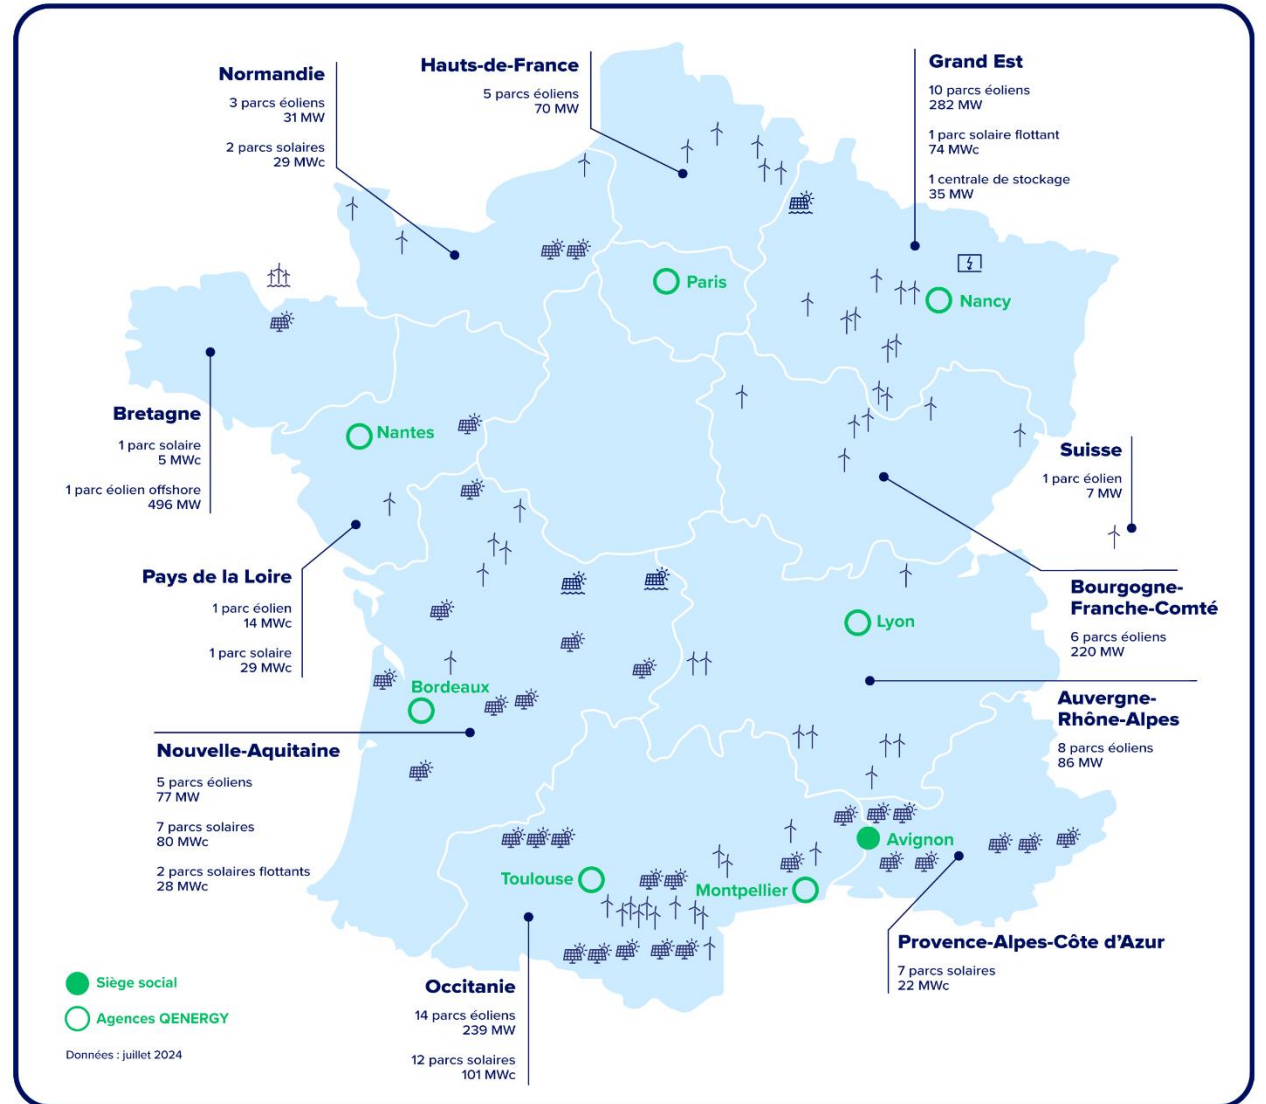 Normandie
3 parcs éoliens
31 MW
2 parcs solaires
29 MWc
Hauts-de-France
5 parcs éoliens
70 MW
Grand Est
10 parcs éoliens
282 MW
1 parc solaire flottant
74 MWc
1 centrale de stockage
35 MW
Paris
Nancy
Bretagne
1 parc solaire
5 MWc
1 parc éolien offshore
496 MW
Nantes
Suisse
1 parc éolien
7 MW
Pays de la Loire
1 parc éolien
14 MWc
1 parc solaire
29 MWc
Bourgogne-
Franche-Comté
6 parcs éoliens
220 MW
Lyon
Auvergne-
Rhône-Alpes
8 parcs éoliens
86 MW
Bordeaux
Nouvelle-Aquitaine
5 parcs éoliens
77 MW
7 parcs solaires
80 MWc
2 parcs solaires flottants
28 MWc
Avignon
Toulouse
Montpellier
Provence-Alpes-Côte d’Azur
7 parcs solaires
22 MWc
Occitanie
14 parcs éoliens
239 MW
12 parcs solaires
101 MWc
Siège social
Agences QENERGY
Données : juillet 2024